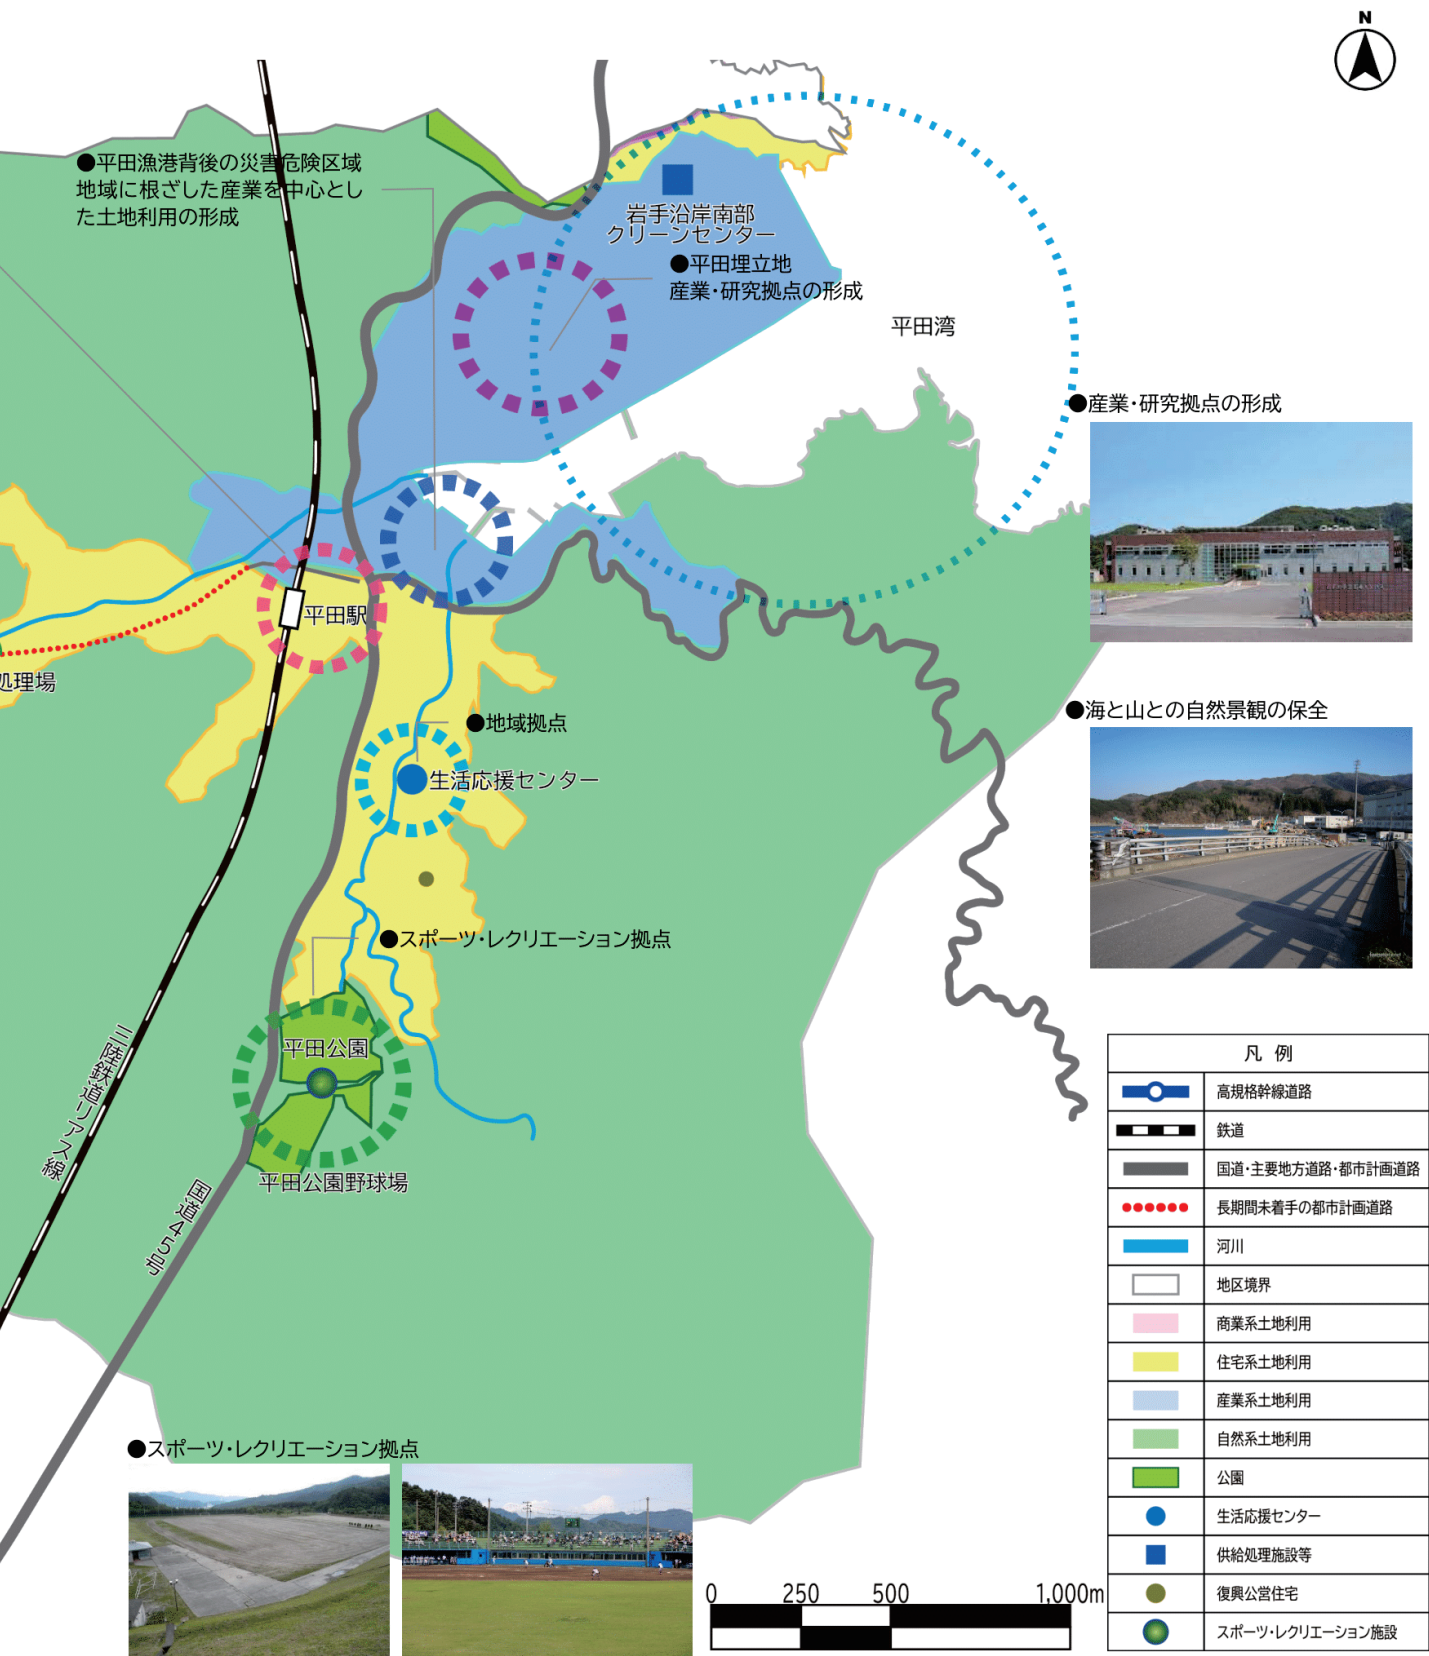 N
●平田漁港背後の災害危険区域
地域に根ざした産業を中心とし
た土地利用の形成
岩手沿岸南部
クリーンセンター
●平田埋立地
産業・研究拠点の形成
平田湾
●産業・研究拠点の形成
平田駅
処理場
●海と山との自然景観の保全
●地域拠点
生活応援センター
●スポーツ・レクリエーション拠点
平田公園
三陸鉄道リアス線
平田公園野球場
国道45号
凡 例
高規格幹線道路
鉄道
国道・主要地方道路・都市計画道路
長期間未着手の都市計画道路
河川
地区境界
商業系土地利用
住宅系土地利用
産業系土地利用
自然系土地利用
公園
生活応援センター
供給処理施設等
復興公営住宅
スポーツ・レクリエーション施設
●スポーツ・レクリエーション拠点
0 250 500 1,000m